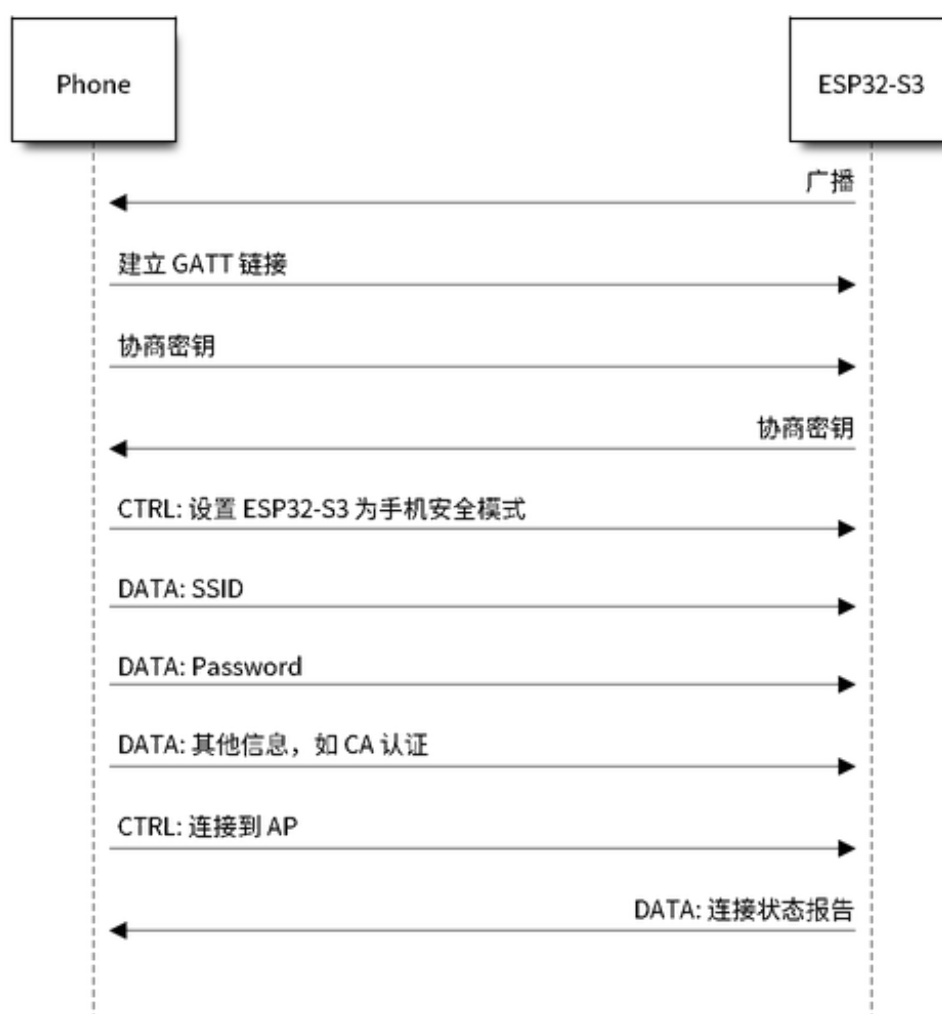 Phone
ESP32-S3
广播
建立 GATT 链接
协商密钥
协商密钥
CTRL: 设置 ESP32-S3 为手机安全模式
DATA: SSID
DATA: Password
DATA: 其他信息，如 CA 认证
CTRL: 连接到 AP
DATA: 连接状态报告